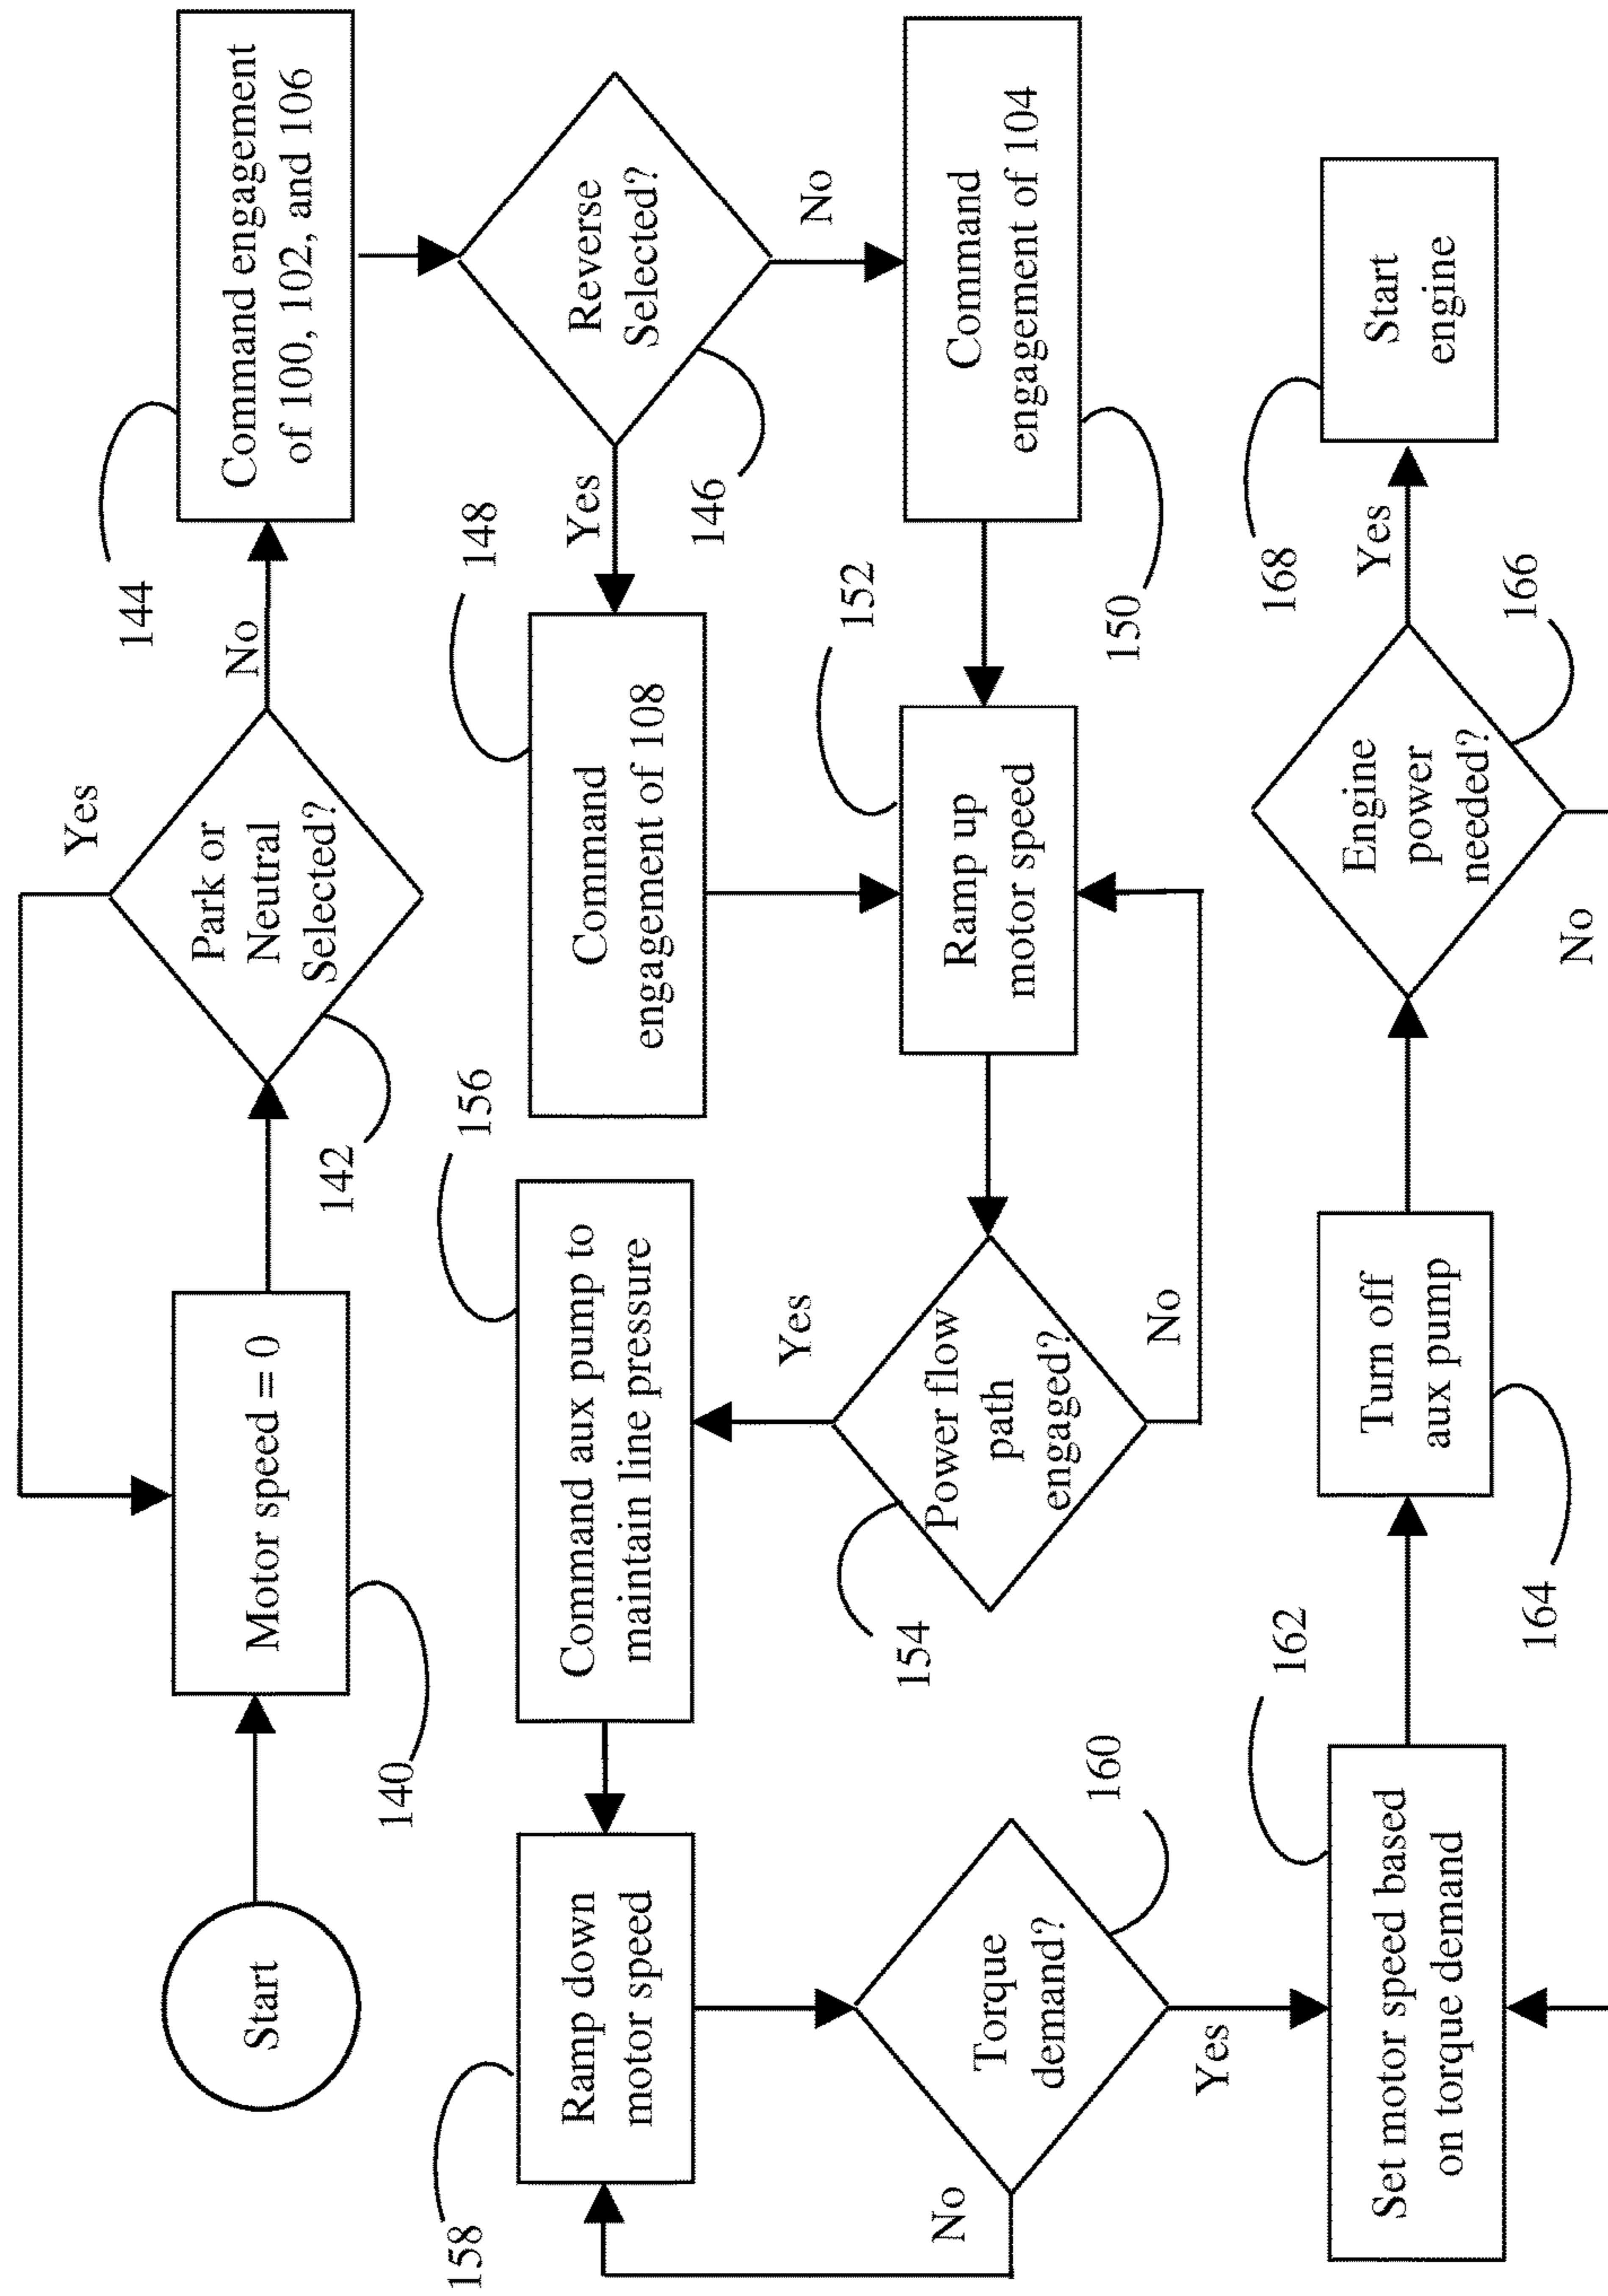 Start
Motor speed = 0
140
Park or
Neutral
Selected?
142
Yes
No
Command engagement
of 100, 102, and 106
144
Reverse
Selected?
146
Yes
No
Command
engagement of 108
148
Command
engagement of 104
150
Ramp up
motor speed
152
Power flow
path
engaged?
154
Yes
No
Command aux pump to
maintain line pressure
156
Ramp down
motor speed
158
Torque
demand?
160
No
Yes
Set motor speed based
on torque demand
162
Turn off
aux pump
164
Engine
power
needed?
166
Yes
No
Start
engine
168